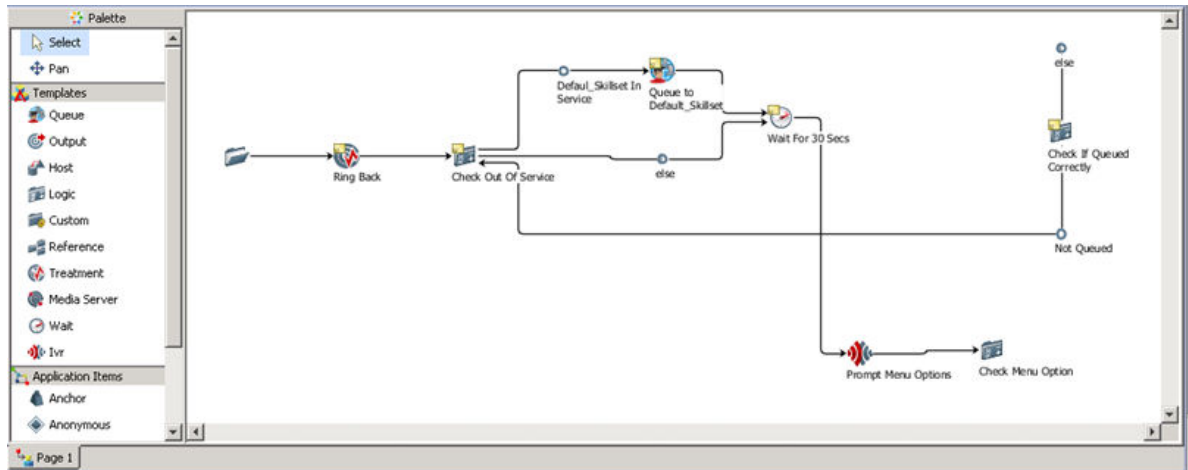 Palette
Select
Pan
Templates
Queue
Output
Host
Logic
Custom
Reference
Treatment
Media Server
Wait
Ivr
Application Items
Anchor
Anonymous
Ring Back
Check Out Of Service
Defaul_Skillset In
Service
Queue to
Default_Skillset
else
Wait For 30 Secs
else
Check If Queued
Correctly
Not Queued
Prompt Menu Options
Check Menu Option
Page 1